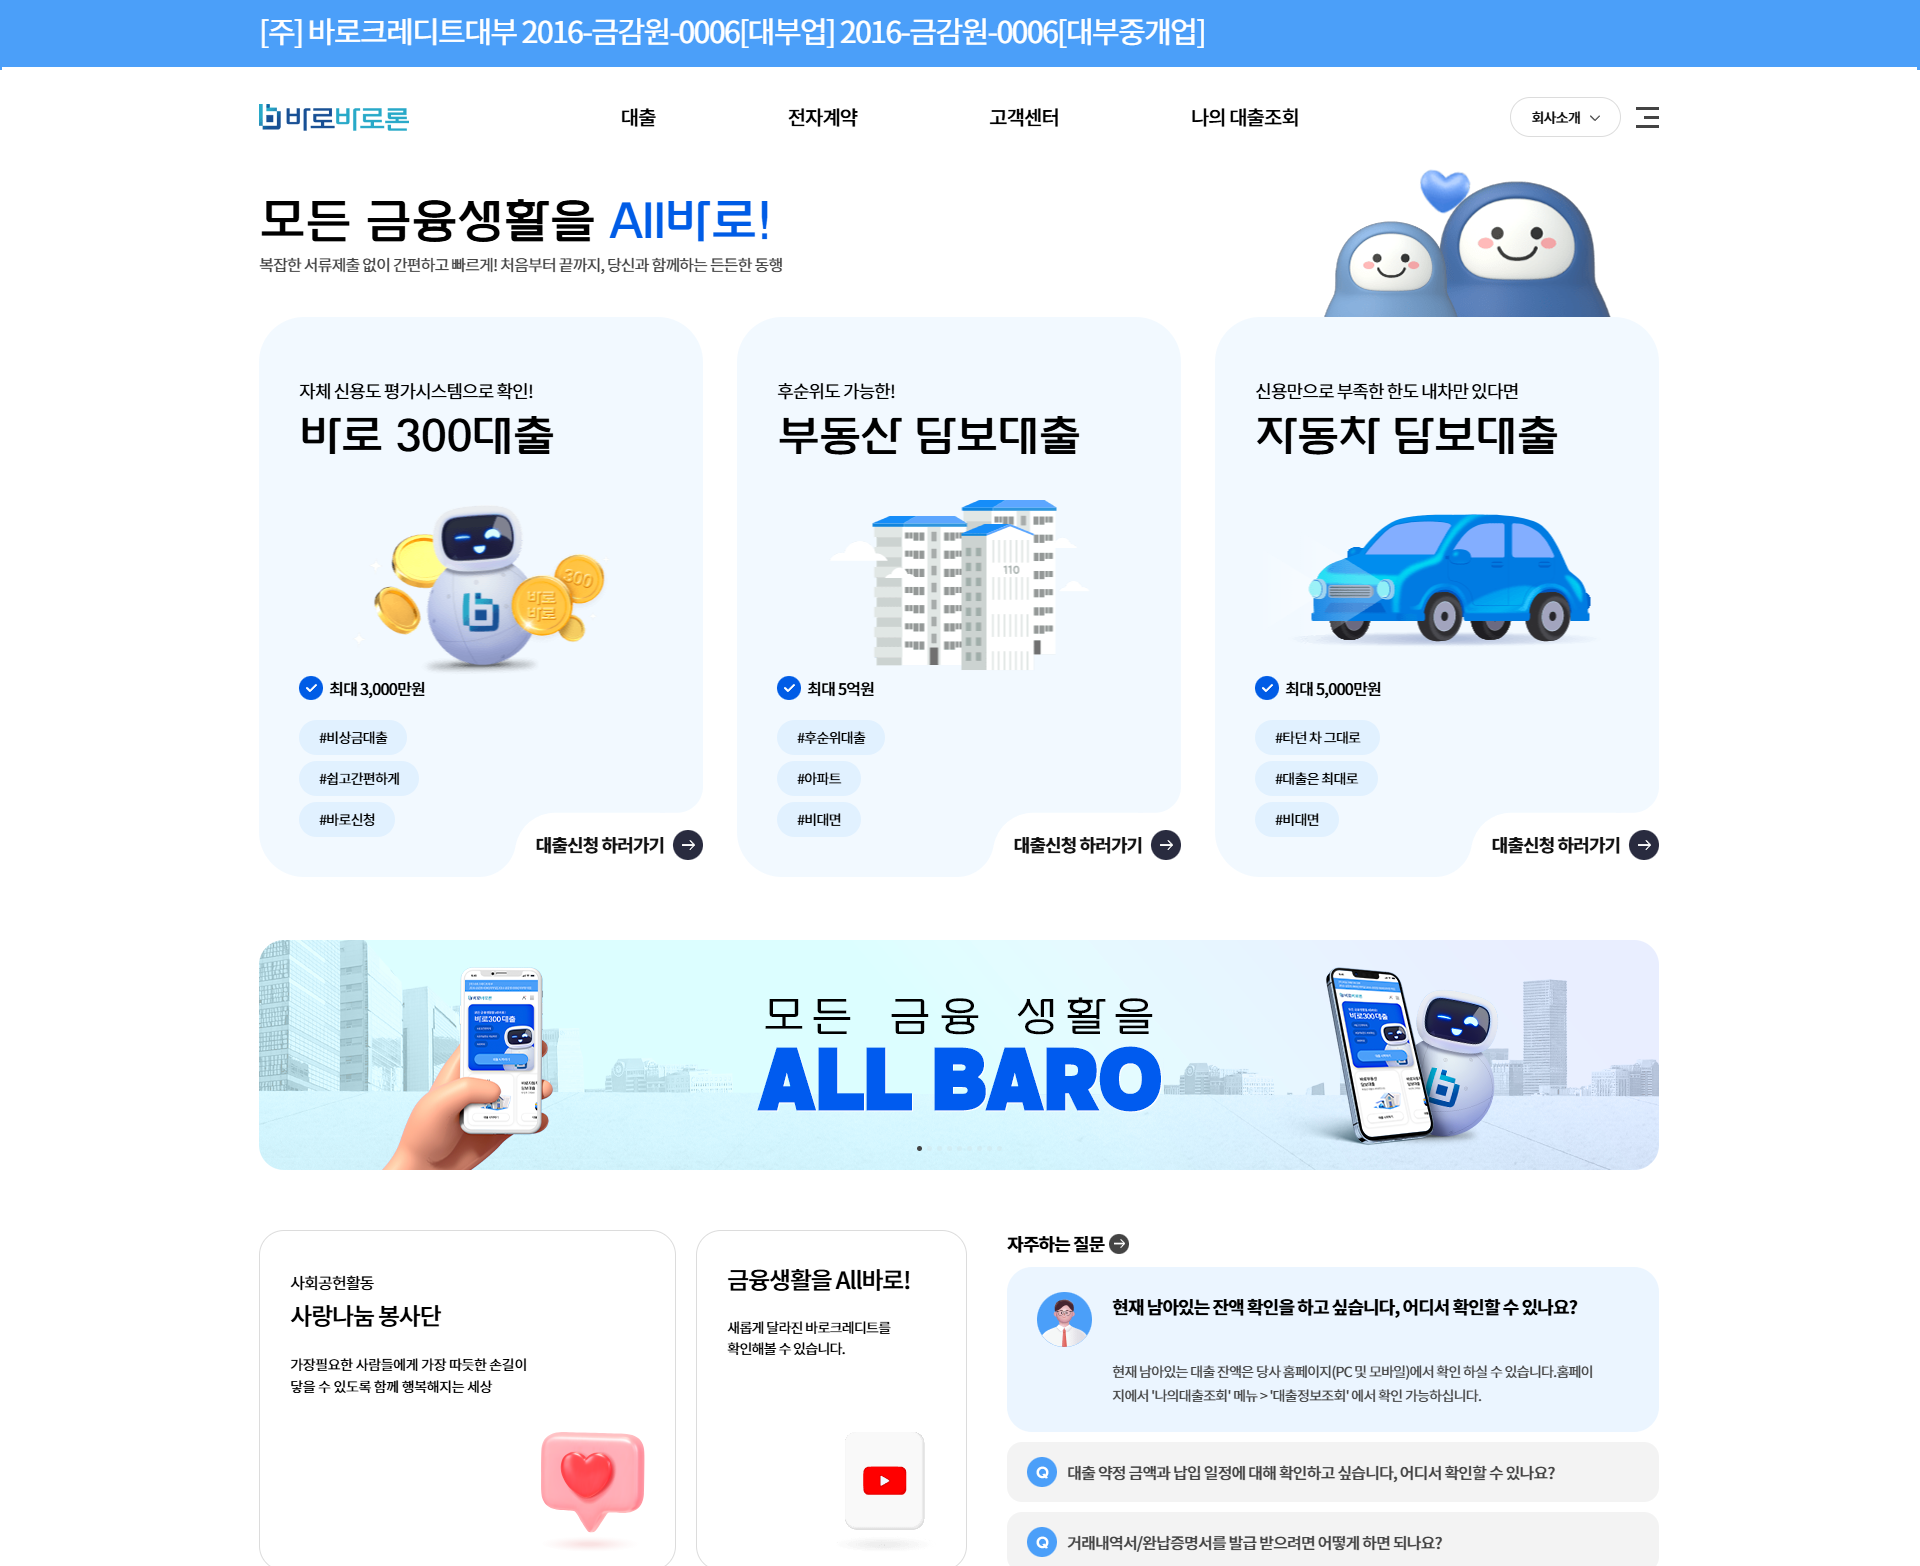 [주] 바로크레디트대부 2016-금감원-0006[대부업] 2016-금감원-0006[대부중개업]
바로바로론
대출
전자계약
고객센터
나의 대출조회
회사소개
모든 금융생활을 All바로!
복잡한 서류제출 없이 간편하고 빠르게! 처음부터 끝까지, 당신과 함께하는 든든한 동행
자체 신용도 평가시스템으로 확인!
바로 300대출
300
바로
바로
최대 3,000만원
#비상금대출
#쉽고간편하게
#바로신청
대출신청 하러가기
후순위도 가능한!
부동산 담보대출
110
최대 5억원
#후순위대출
#아파트
#비대면
대출신청 하러가기
신용만으로 부족한 한도 내차만 있다면
자동차 담보대출
최대 5,000만원
#타던 차 그대로
#대출은 최대로
#비대면
대출신청 하러가기
바로300대출
모든 금융 생활을
ALL BARO
바로300대출
사회공헌활동
사랑나눔 봉사단
가장필요한 사람들에게 가장 따듯한 손길이
닿을 수 있도록 함께 행복해지는 세상
금융생활을 All바로!
새롭게 달라진 바로크레디트를
확인해볼 수 있습니다.
자주하는 질문
현재 남아있는 잔액 확인을 하고 싶습니다, 어디서 확인할 수 있나요?
현재 남아있는 대출 잔액은 당사 홈페이지(PC 및 모바일)에서 확인 하실 수 있습니다.홈페이
지에서 '나의대출조회' 메뉴 > '대출정보조회' 에서 확인 가능하십니다.
Q 대출 약정 금액과 납입 일정에 대해 확인하고 싶습니다, 어디서 확인할 수 있나요?
Q 거래내역서/완납증명서를 발급 받으려면 어떻게 하면 되나요?